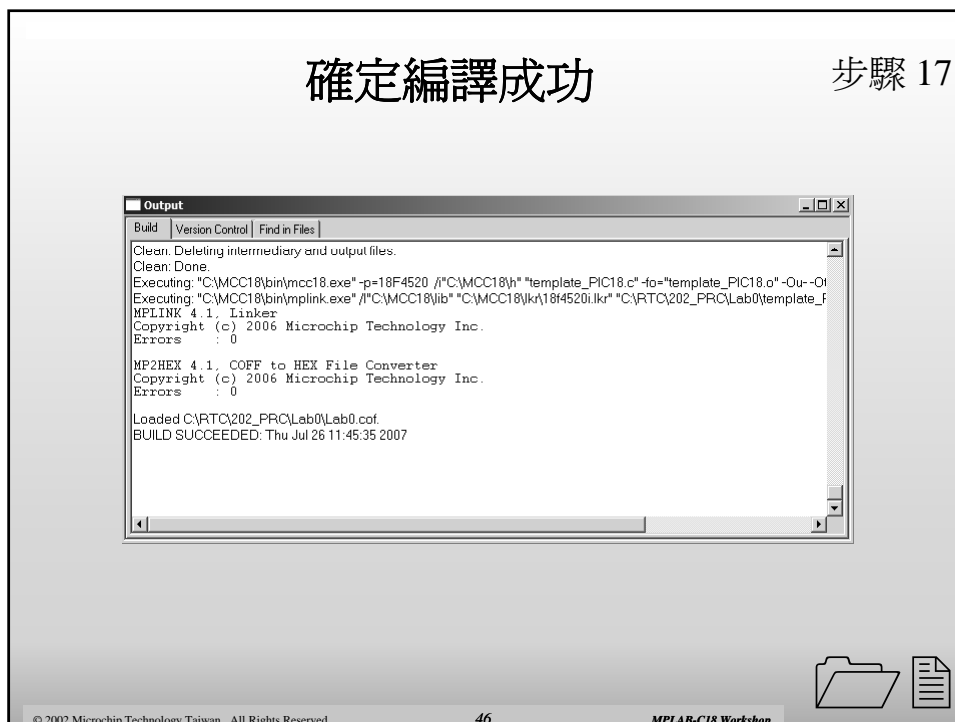 確定編譯成功
步驟 17
Output
Build Version Control Find in Files
Clean: Deleting intermediary and output files.
Clean: Done.
Executing: "C:\MCC18\bin\mcc18.exe" -p=18F4520 /i"C:\MCC18\h" "template_PIC18.c" -fo="template_PIC18.o" -Ou- -Ot
Executing: "C:\MCC18\bin\mplink.exe" /l"C:\MCC18\lib" "C:\MCC18\lkr\18f4520i.lkr" "C:\RTC\202_PRC\Lab0\template_F
MPLINK 4.1, Linker
Copyright (c) 2006 Microchip Technology Inc.
Errors : 0
MP2HEX 4.1, COFF to HEX File Converter
Copyright (c) 2006 Microchip Technology Inc.
Errors : 0
Loaded C:\RTC\202_PRC\Lab0\Lab0.cof.
BUILD SUCCEEDED: Thu Jul 26 11:45:35 2007
© 2002 Microchip Technology Taiwan. All Rights Reserved 46 MPLAB-C18 Workshop